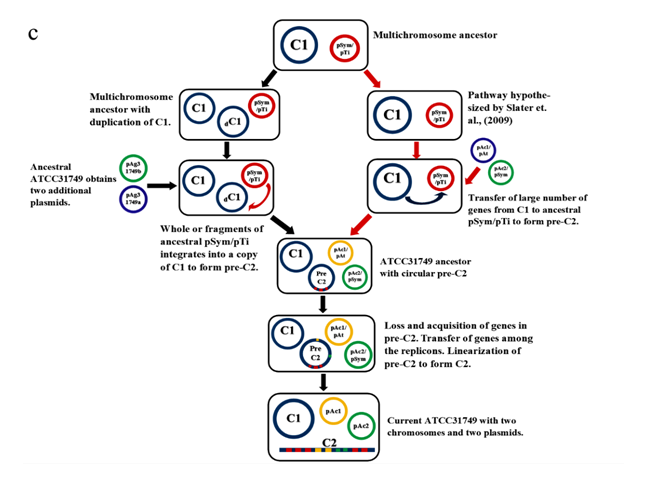 c
C1
pSym/
pTi
Multichromosome ancestor
Multichromosome
ancestor with
duplication of C1.
C1
dC1
pSym
/pTi
C1
pSym
/pTi
Pathway hypothe-
sized by Slater et.
al., (2009)
Ancestral
ATCC31749 obtains
two additional
plasmids.
pAg3
1749b
pAg3
1749a
C1
dC1
pSym
/pTi
C1
pSym/
pTi
pAc1/
pAt
pAc2/
pSym
Transfer of large number of
genes from C1 to ancestral
pSym/pTi to form pre-C2.
Whole or fragments of
ancestral pSym/pTi
integrates into a copy
of C1 to form pre-C2.
C1
pAc1/
pAt
Pre
C2
pAc2/
pSym
ATCC31749 ancestor
with circular pre-C2
C1
pAc1/
pAt
Pre
C2
pAc2/
pSym
Loss and acquisition of genes in
pre-C2. Transfer of genes among
the replicons. Linearization of
pre-C2 to form C2.
C1
pAc1
pAc2
C2
Current ATCC31749 with two
chromosomes and two plasmids.